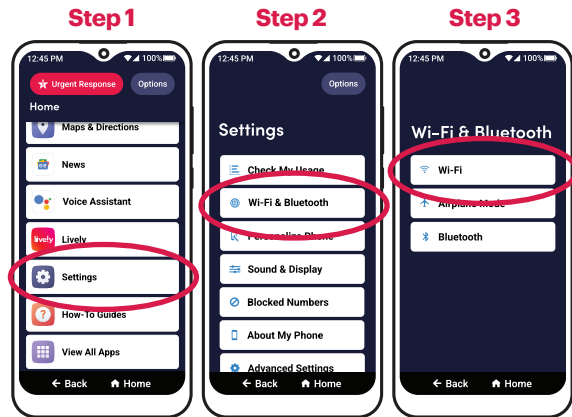 Step 1
12:45 PM
100%
Urgent Response
Options
Home
Maps & Directions
News
Voice Assistant
lively
Lively
Settings
How-To Guides
View All Apps
Back
Home
Step 2
12:45 PM
100%
Options
Settings
Check My Usage
Wi-Fi & Bluetooth
Personalize Phone
Sound & Display
Blocked Numbers
About My Phone
Advanced Settings
Back
Home
Step 3
12:45 PM
100%
Wi-Fi & Bluetooth
Wi-Fi
Airplane Mode
Bluetooth
Back
Home